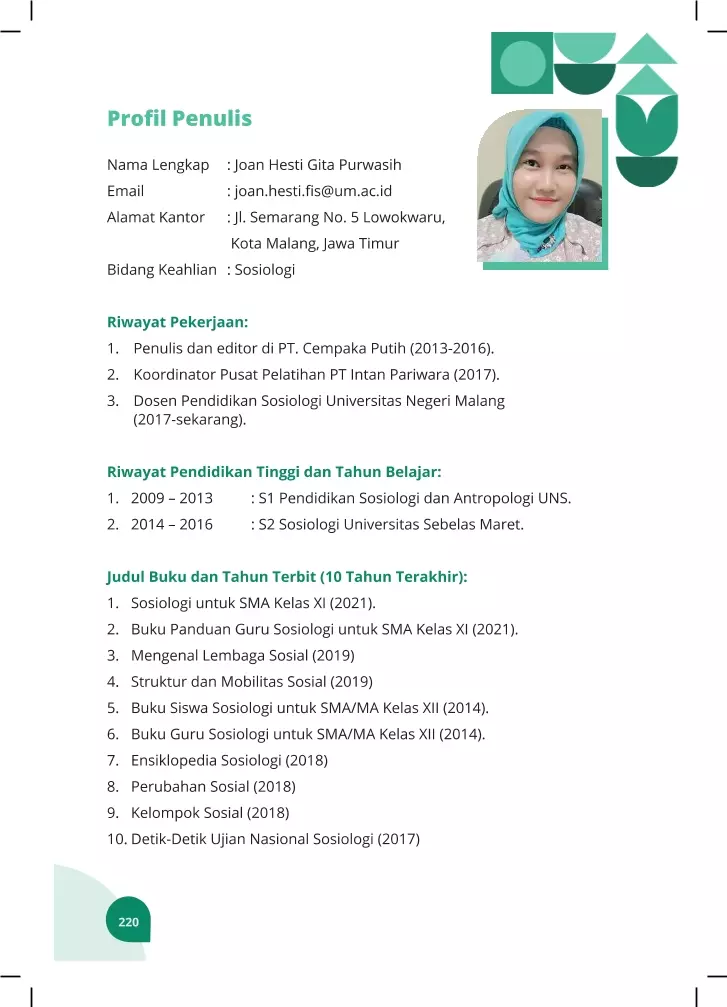 Profil Penulis
Nama Lengkap : Joan Hesti Gita Purwasih
Email : joan.hesti.fis@um.ac.id
Alamat Kantor : Jl. Semarang No. 5 Lowokwaru,
Kota Malang, Jawa Timur
Bidang Keahlian : Sosiologi
Riwayat Pekerjaan:
1. Penulis dan editor di PT. Cempaka Putih (2013-2016).
2. Koordinator Pusat Pelatihan PT Intan Pariwara (2017).
3. Dosen Pendidikan Sosiologi Universitas Negeri Malang
(2017-sekarang).
Riwayat Pendidikan Tinggi dan Tahun Belajar:
1. 2009 – 2013 : S1 Pendidikan Sosiologi dan Antropologi UNS.
2. 2014 – 2016 : S2 Sosiologi Universitas Sebelas Maret.
Judul Buku dan Tahun Terbit (10 Tahun Terakhir):
1. Sosiologi untuk SMA Kelas XI (2021).
2. Buku Panduan Guru Sosiologi untuk SMA Kelas XI (2021).
3. Mengenal Lembaga Sosial (2019)
4. Struktur dan Mobilitas Sosial (2019)
5. Buku Siswa Sosiologi untuk SMA/MA Kelas XII (2014).
6. Buku Guru Sosiologi untuk SMA/MA Kelas XII (2014).
7. Ensiklopedia Sosiologi (2018)
8. Perubahan Sosial (2018)
9. Kelompok Sosial (2018)
10. Detik-Detik Ujian Nasional Sosiologi (2017)
220